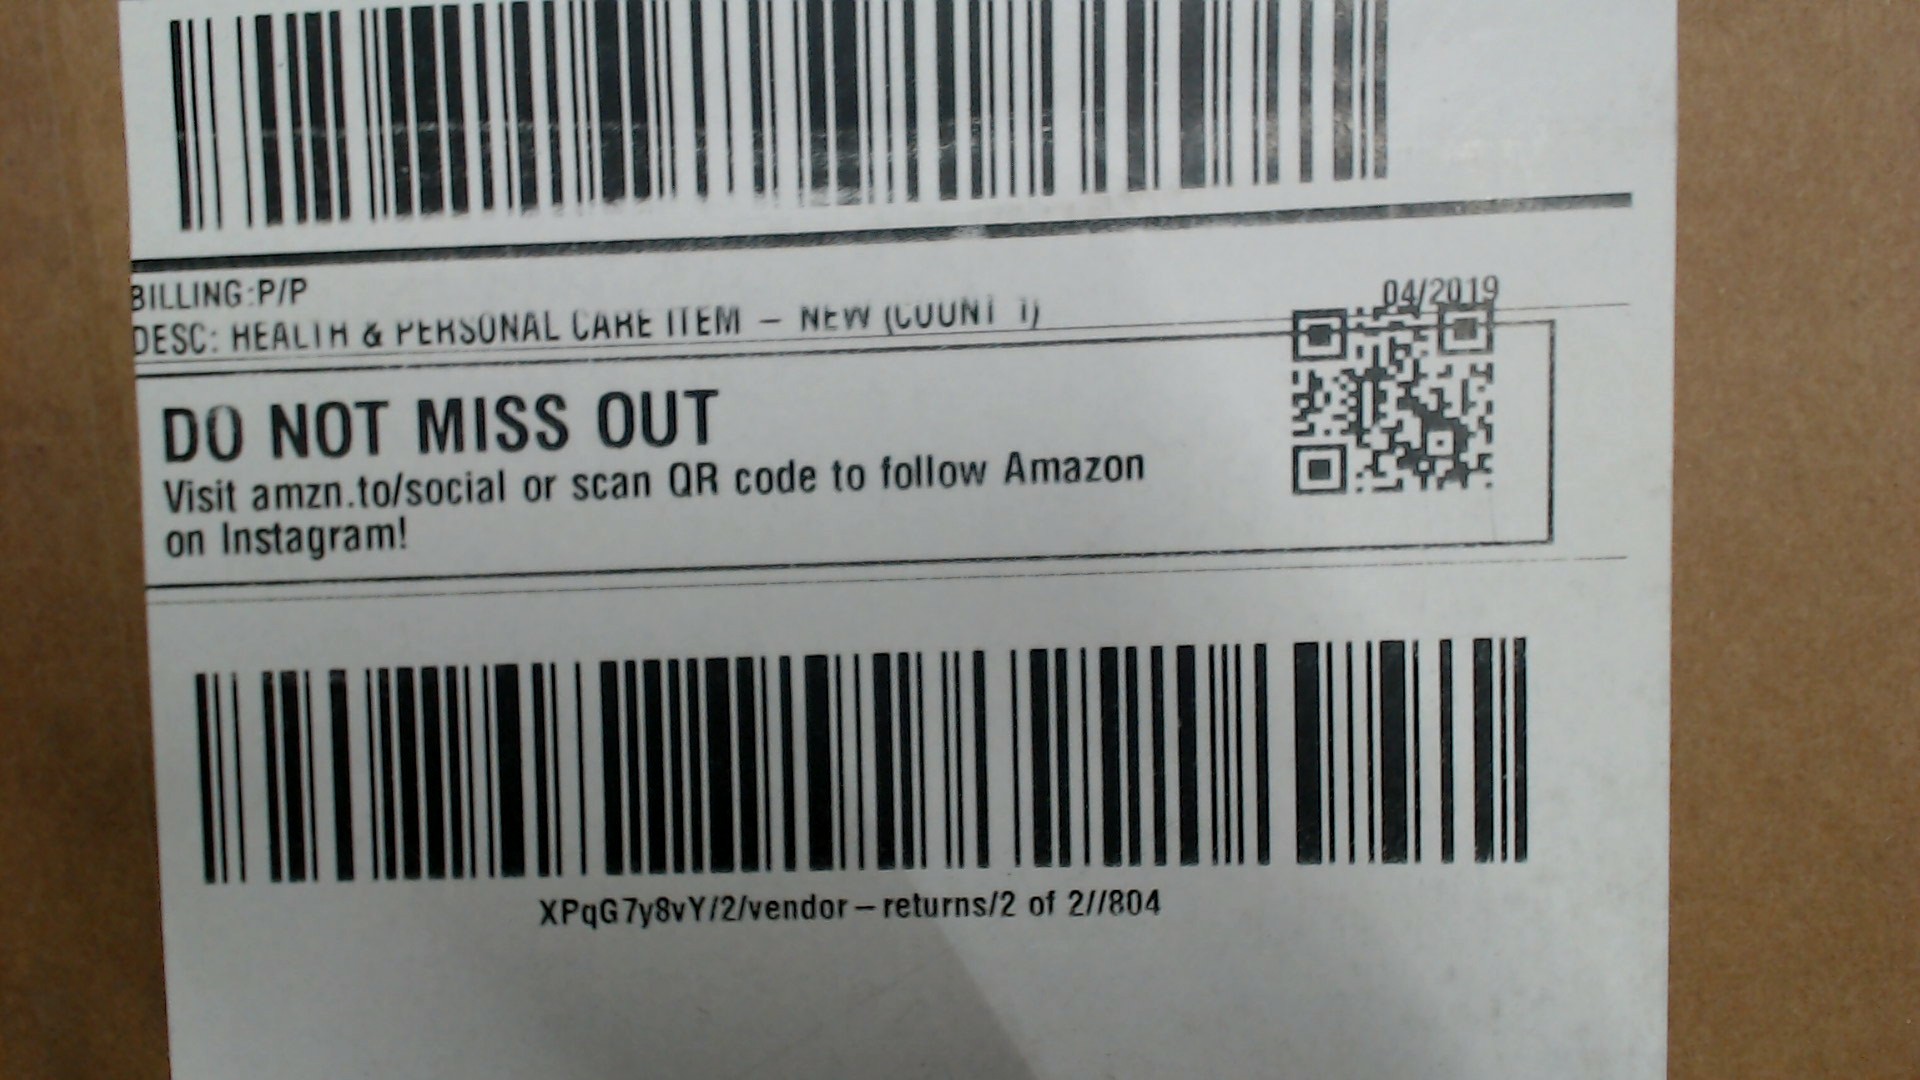 BILLING:P/P
04/2019
DESC: HEALTH & PERSONAL CARE ITEM – NEW (COUNT 1)
DO NOT MISS OUT
Visit amzn.to/social or scan QR code to follow Amazon
on Instagram!
XPqG7y8vY/2/vendor–returns/2 of 2//804